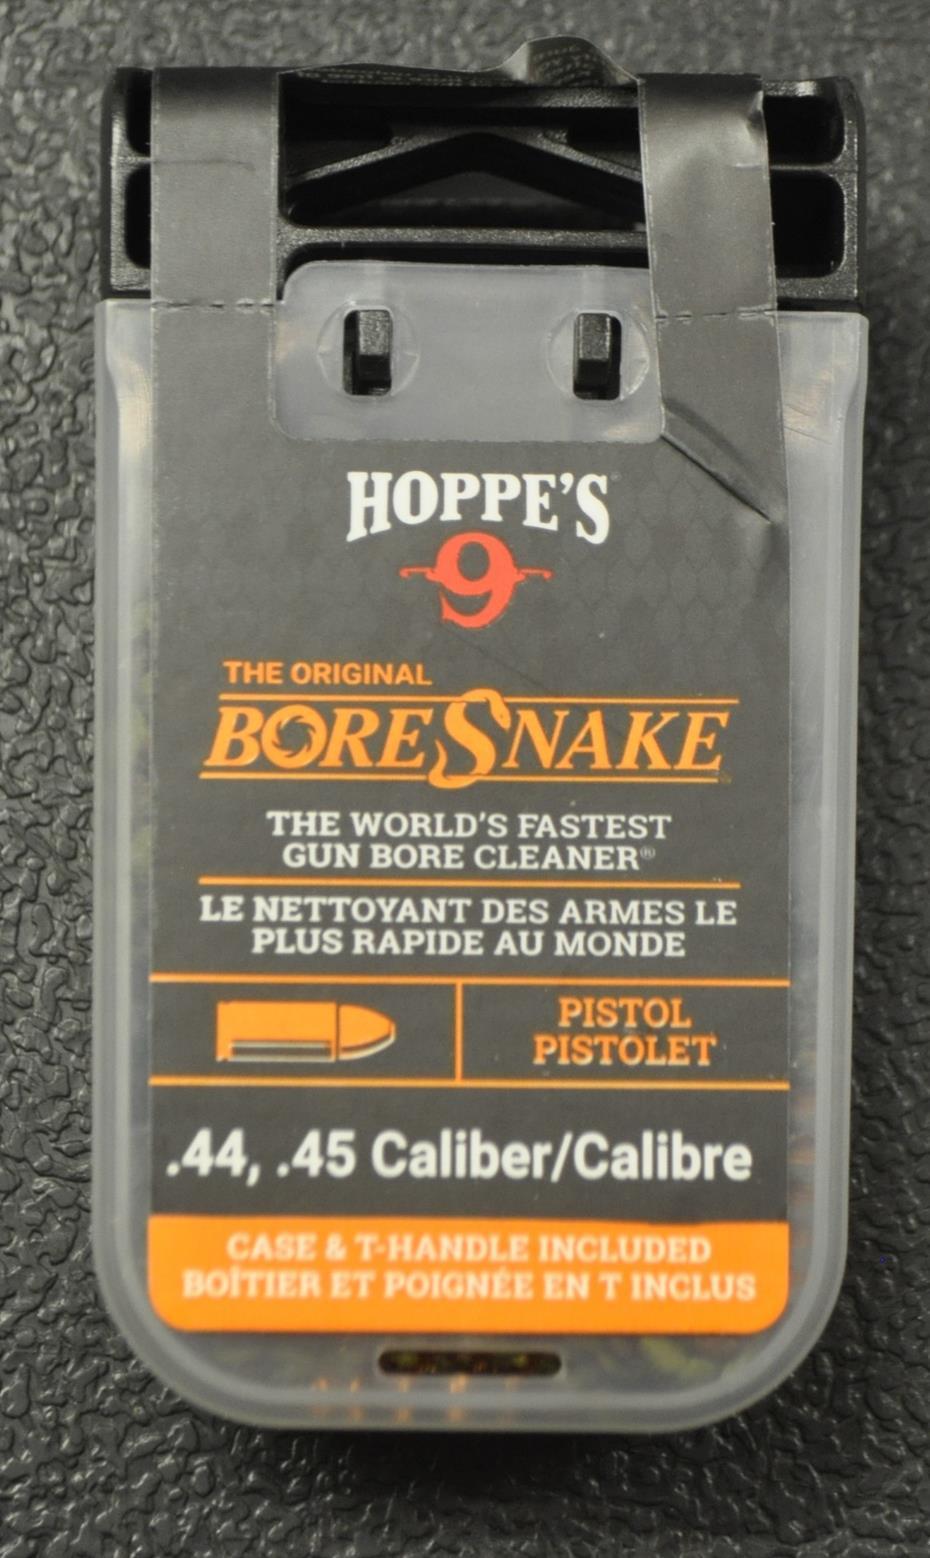 HOPPE'S
9
THE ORIGINAL
BORESNAKE
THE WORLD'S FASTEST
GUN BORE CLEANER®
LE NETTOYANT DES ARMES LE
PLUS RAPIDE AU MONDE
PISTOL
PISTOLET
.44, .45 Caliber/Calibre
CASE & T-HANDLE INCLUDED
BOÎTIER ET POIGNÉE EN T INCLUS